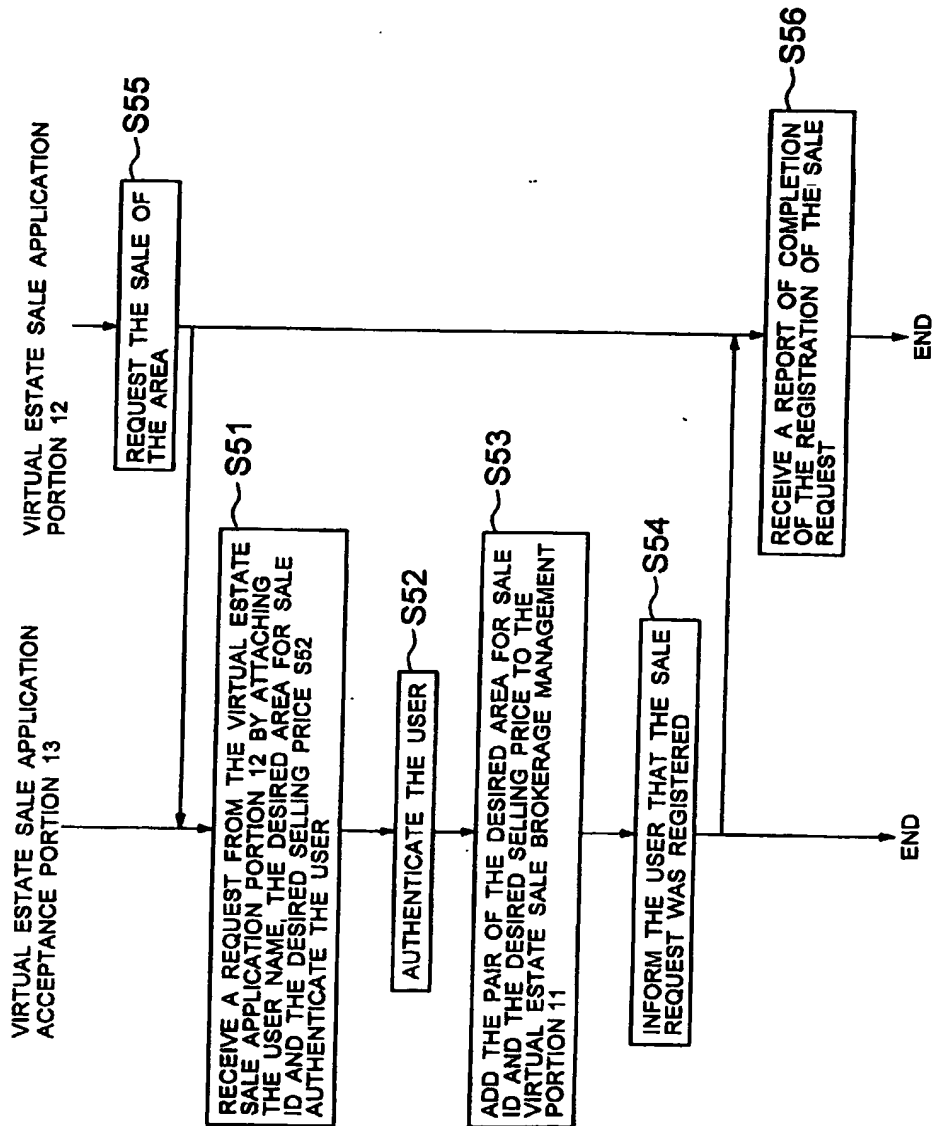 VIRTUAL ESTATE SALE APPLICATION
ACCEPTANCE PORTION 13
VIRTUAL ESTATE SALE APPLICATION
PORTION 12
REQUEST THE SALE OF
THE AREA
S55
RECEIVE A REQUEST FROM THE VIRTUAL ESTATE
SALE APPLICATION PORTION 12 BY ATTACHING
THE USER NAME, THE DESIRED AREA FOR SALE
ID AND THE DESIRED SELLING PRICE S52
AUTHENTICATE THE USER
S51
AUTHENTICATE THE USER
S52
ADD THE PAIR OF THE DESIRED AREA FOR SALE
ID AND THE DESIRED SELLING PRICE TO THE
VIRTUAL ESTATE SALE BROKERAGE MANAGEMENT
PORTION 11
S53
INFORM THE USER THAT THE SALE
REQUEST WAS REGISTERED
S54
RECEIVE A REPORT OF COMPLETION
OF THE REGISTRATION OF THE SALE
REQUEST
S56
END
END